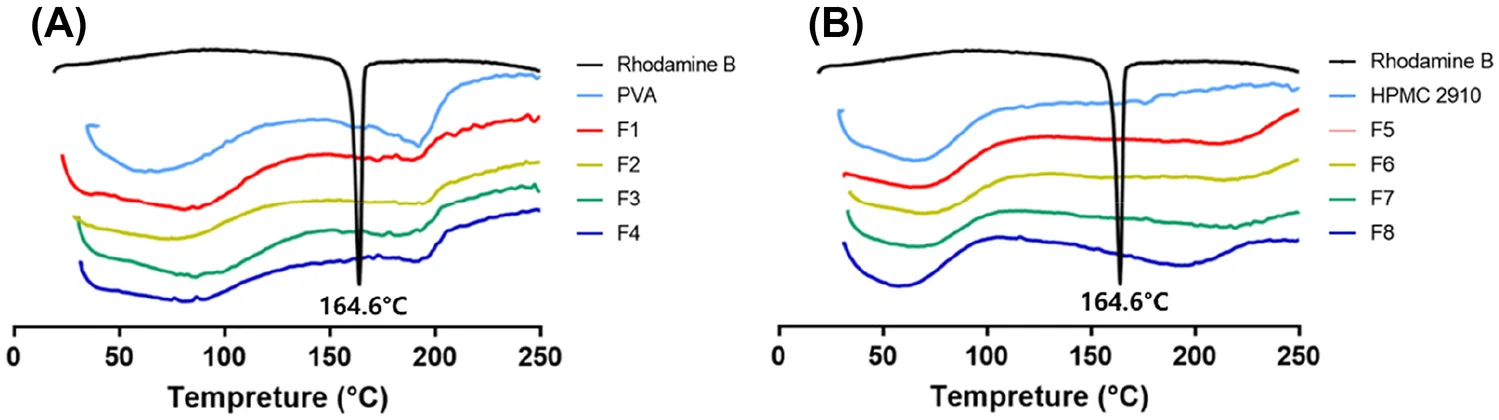 (A)
Rhodamine B
PVA
F1
F2
F3
F4
164.6°C
0 50 100 150 200 250
Tempreture (°C)
(B)
Rhodamine B
HPMC 2910
F5
F6
F7
F8
164.6°C
0 50 100 150 200 250
Tempreture (°C)